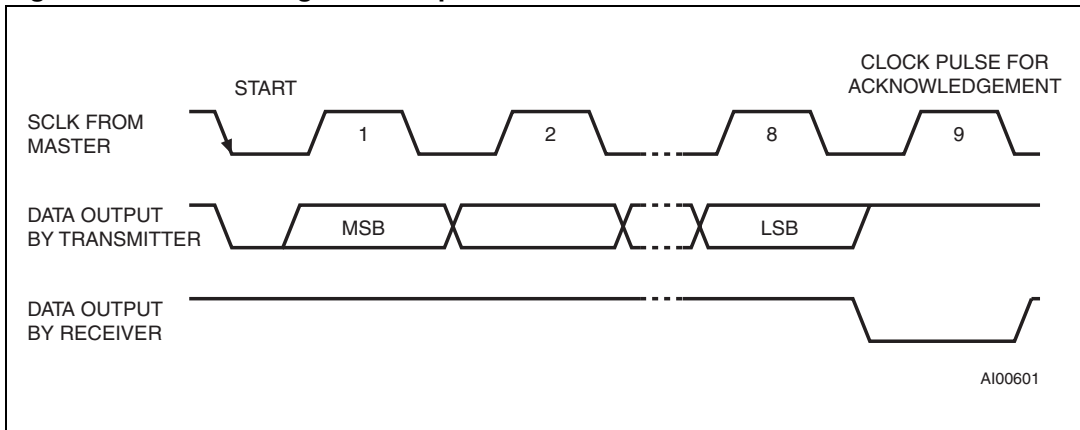 START
CLOCK PULSE FOR
ACKNOWLEDGEMENT
SCLK FROM
MASTER
1
2
8
9
DATA OUTPUT
BY TRANSMITTER
MSB
LSB
DATA OUTPUT
BY RECEIVER
AI00601